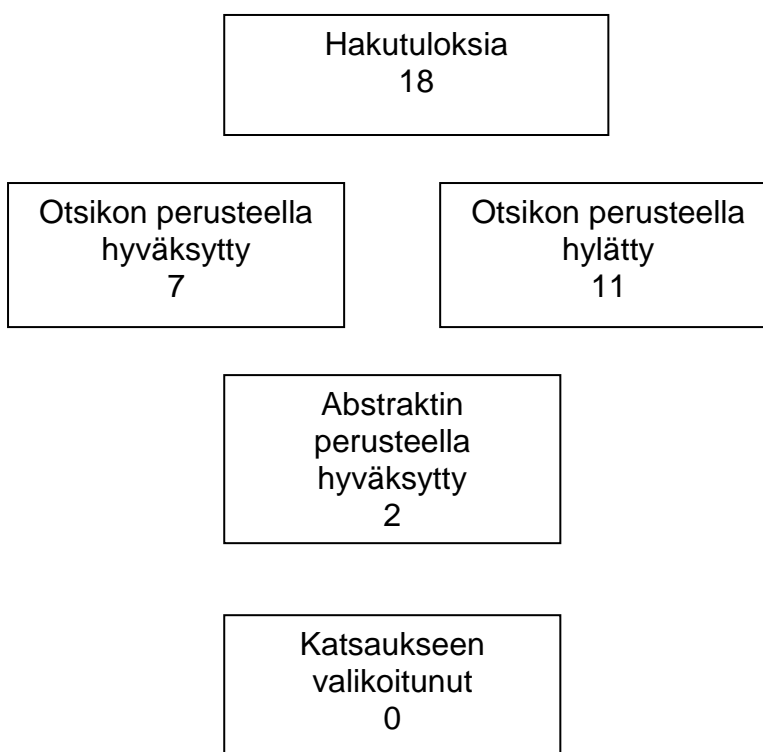 Hakutuloksia
18
Otsikon perusteella
hyväksytty
7
Otsikon perusteella
hylätty
11
Abstraktin
perusteella
hyväksytty
2
Katsaukseen
valikoitunut
0